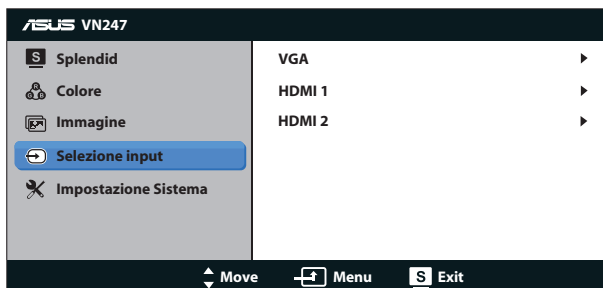 ASUS VN247
S Splendid
VGA
R G B Colore
HDMI 1
Immagine
HDMI 2
Selezione input
Impostazione Sistema
Move Menu S Exit